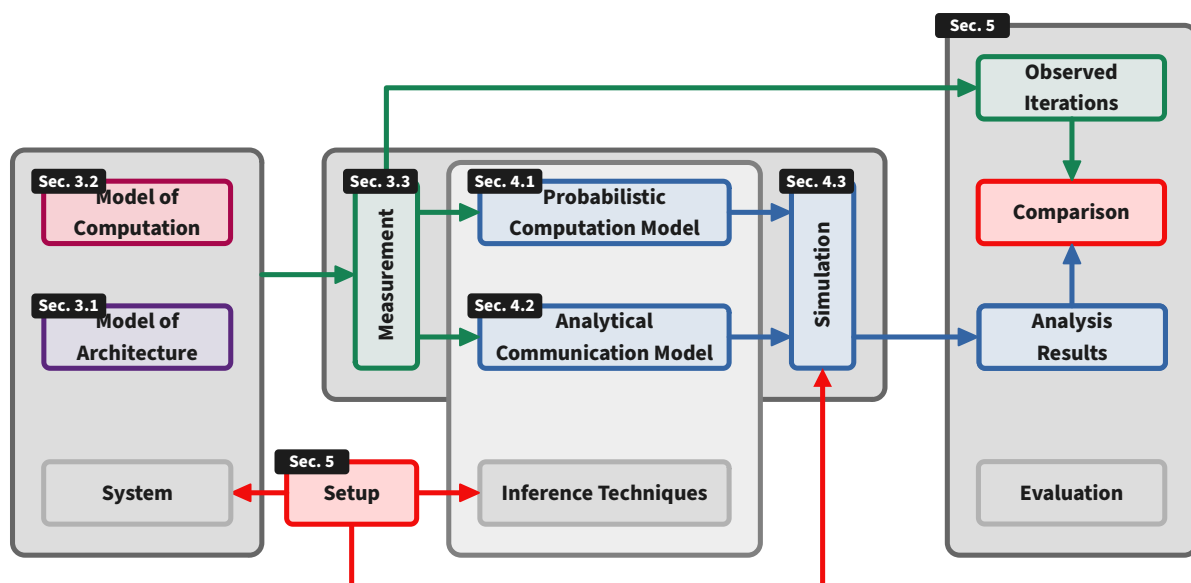 Sec. 3.2
Model of
Computation
Sec. 3.1
Model of
Architecture
System
Sec. 5
Setup
Sec. 3.3
Measurement
Sec. 4.1
Probabilistic
Computation Model
Sec. 4.2
Analytical
Communication Model
Inference Techniques
Sec. 4.3
Simulation
Sec. 5
Observed
Iterations
Comparison
Analysis
Results
Evaluation